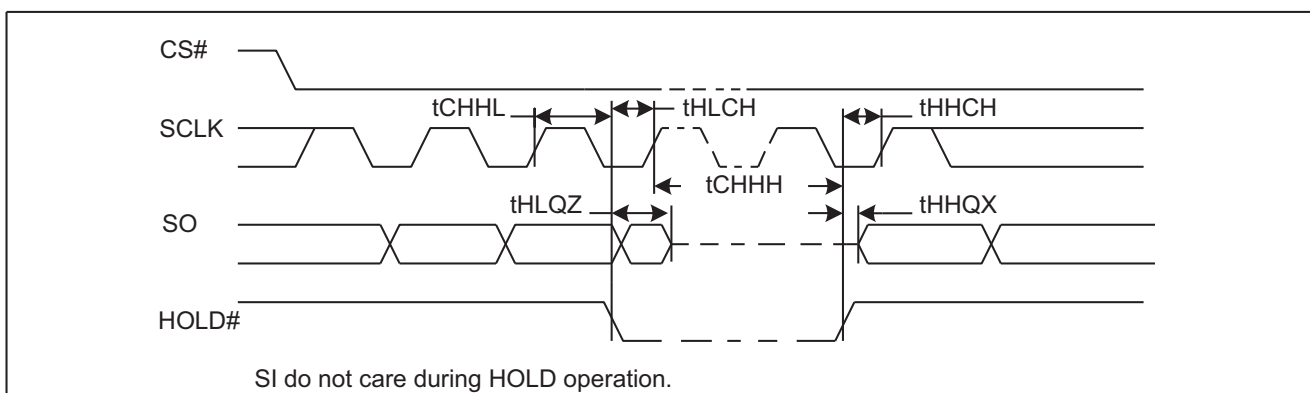 CS#
tCHHL
tHLCH
tHHCH
SCLK
tCHHH
tHLQZ
tHHQX
SO
HOLD#
SI do not care during HOLD operation.